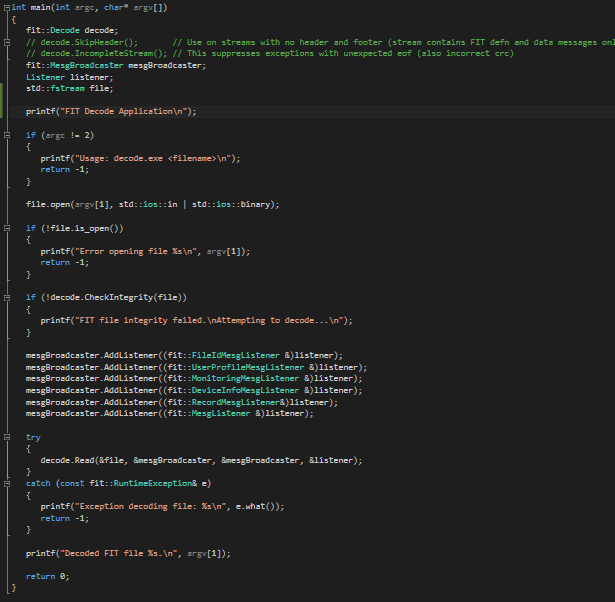 int main(int argc, char* argv[])
{
fit::Decode decode;
// decode.SkipHeader(); // Use on streams with no header and footer (stream contains FIT defn and data messages onl
// decode.IncompleteStream(); // This suppresses exceptions with unexpected eof (also incorrect crc)
fit::MesgBroadcaster mesgBroadcaster;
Listener listener;
std::fstream file;
printf("FIT Decode Application\n");
if (argc != 2)
{
printf("Usage: decode.exe <filename>\n");
return -1;
}
file.open(argv[1], std::ios::in | std::ios::binary);
if (!file.is_open())
{
printf("Error opening file %s\n", argv[1]);
return -1;
}
if (!decode.CheckIntegrity(file))
{
printf("FIT file integrity failed.\nAttempting to decode...\n");
}
mesgBroadcaster.AddListener((fit::FileIdMesgListener &)listener);
mesgBroadcaster.AddListener((fit::UserProfileMesgListener &)listener);
mesgBroadcaster.AddListener((fit::MonitoringMesgListener &)listener);
mesgBroadcaster.AddListener((fit::DeviceInfoMesgListener &)listener);
mesgBroadcaster.AddListener((fit::RecordMesgListener&)listener);
mesgBroadcaster.AddListener((fit::MesgListener &)listener);
try
{
decode.Read(&file, &mesgBroadcaster, &mesgBroadcaster, &listener);
}
catch (const fit::RuntimeException& e)
{
printf("Exception decoding file: %s\n", e.what());
return -1;
}
printf("Decoded FIT file %s.\n", argv[1]);
return 0;
}